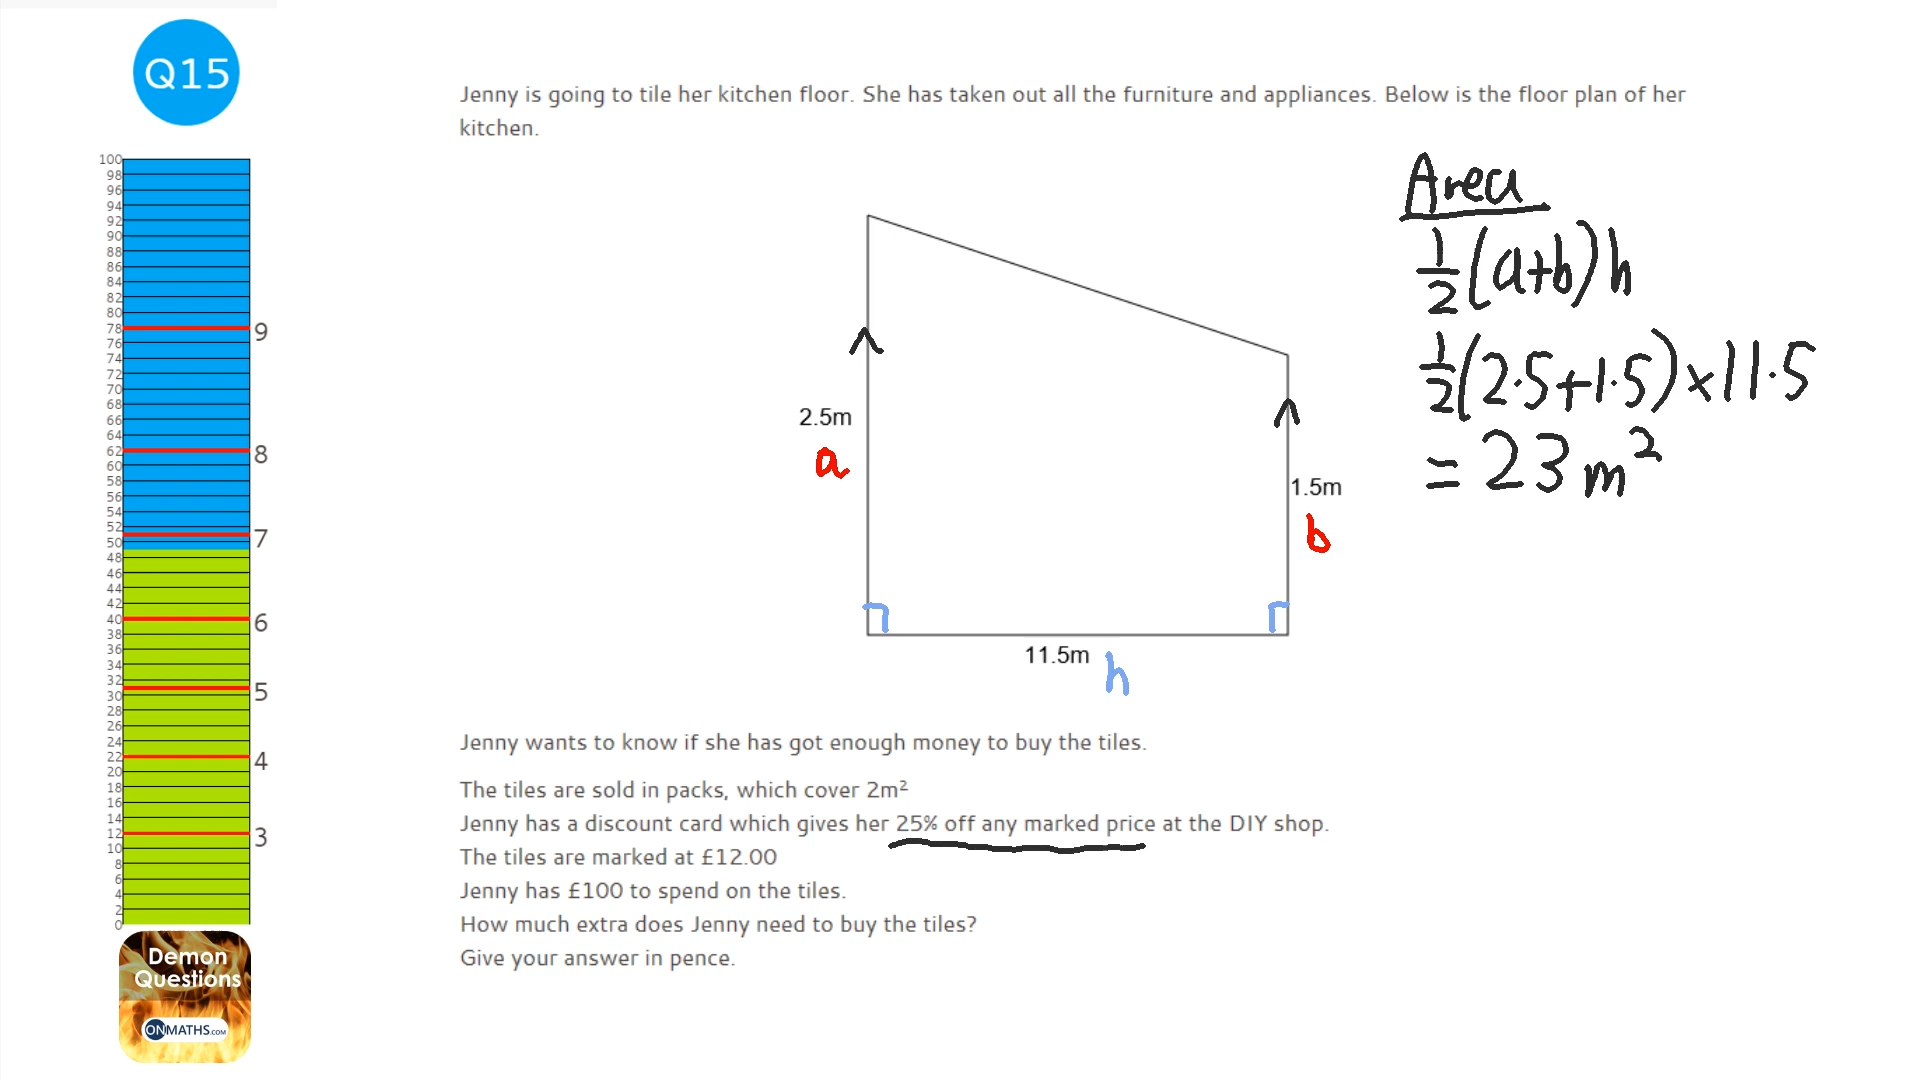 Q15
Jenny is going to tile her kitchen floor. She has taken out all the furniture and appliances. Below is the floor plan of her
kitchen.
100
98
96
94
92
90
88
86
84
82
80
78
76
74
72
70
68
66
64
62
60
58
56
54
52
50
48
46
44
42
40
38
36
34
32
30
28
26
24
22
20
18
16
14
12
10
8
6
4
2
0
9
8
7
6
5
4
3
2.5m
a
1.5m
b
11.5m
h
Area
½(a+b)h
½(2.5+1.5)×11.5
=23m²
Jenny wants to know if she has got enough money to buy the tiles.
The tiles are sold in packs, which cover 2m²
Jenny has a discount card which gives her 25% off any marked price at the DIY shop.
The tiles are marked at £12.00
Jenny has £100 to spend on the tiles.
How much extra does Jenny need to buy the tiles?
Give your answer in pence.
Demon
Questions
ONMATHS.COM